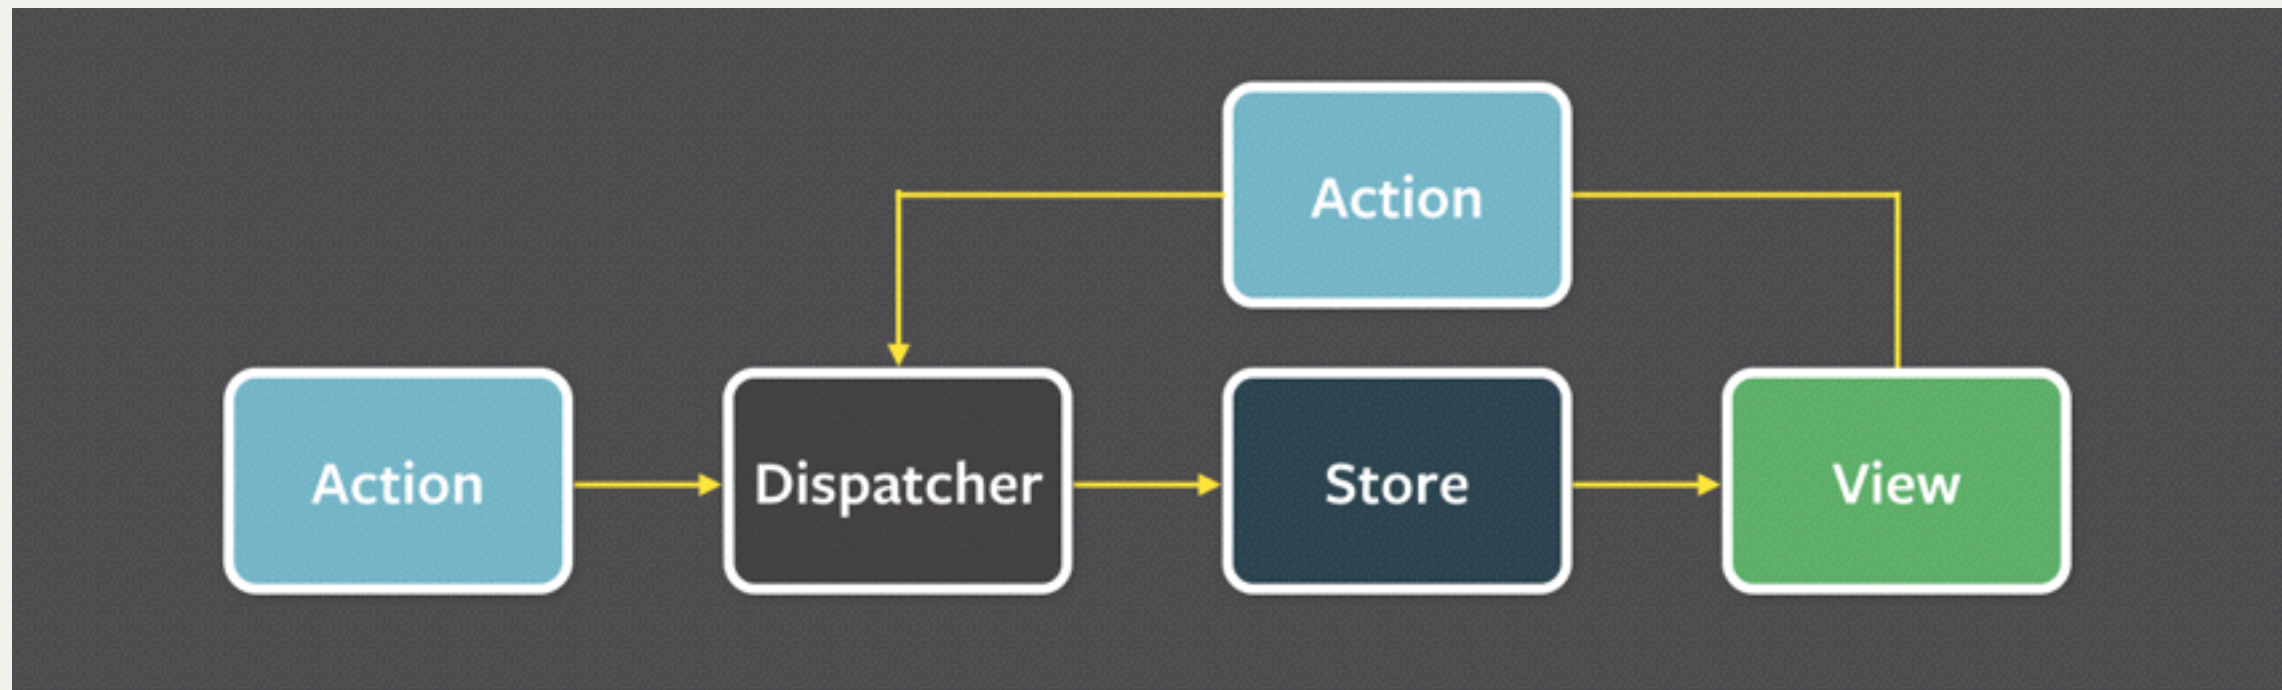 Action
Action
Dispatcher
Store
View